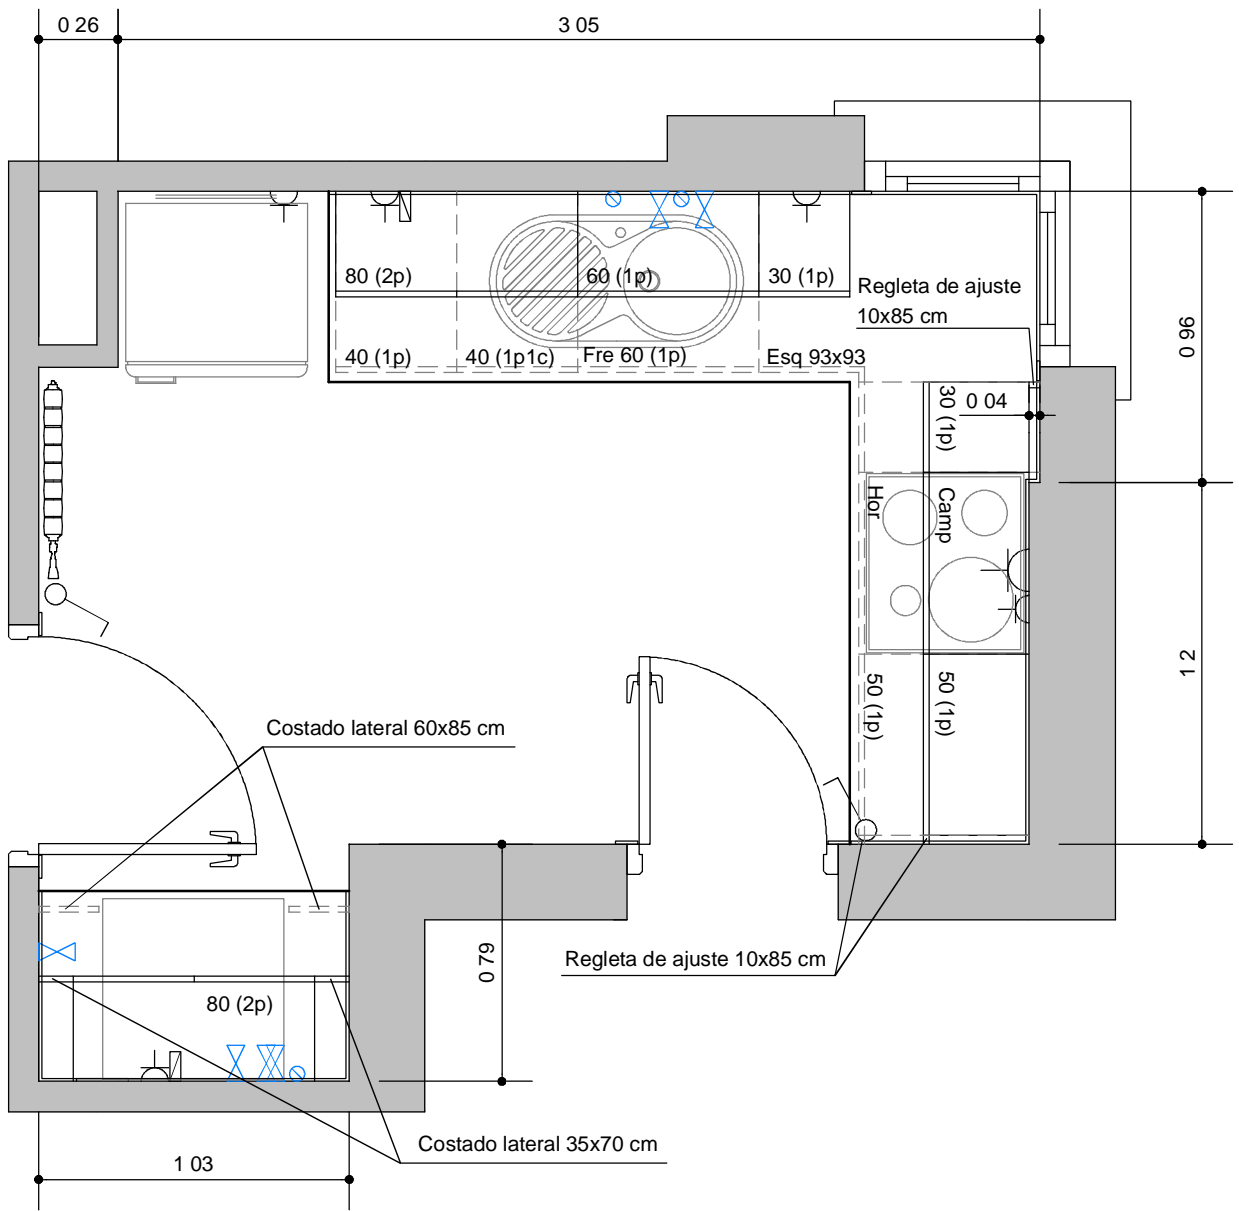 0 26
3 05
80 (2p)
60 (1p)
30 (1p)
Regleta de ajuste
10x85 cm
40 (1p)
40 (1p1c)
Fre 60 (1p)
Esq 93x93
0 96
30 (1p)
0 04
Hor
Camp
1 2
50 (1p)
50 (1p)
Costado lateral 60x85 cm
Regleta de ajuste 10x85 cm
0 79
80 (2p)
Costado lateral 35x70 cm
1 03